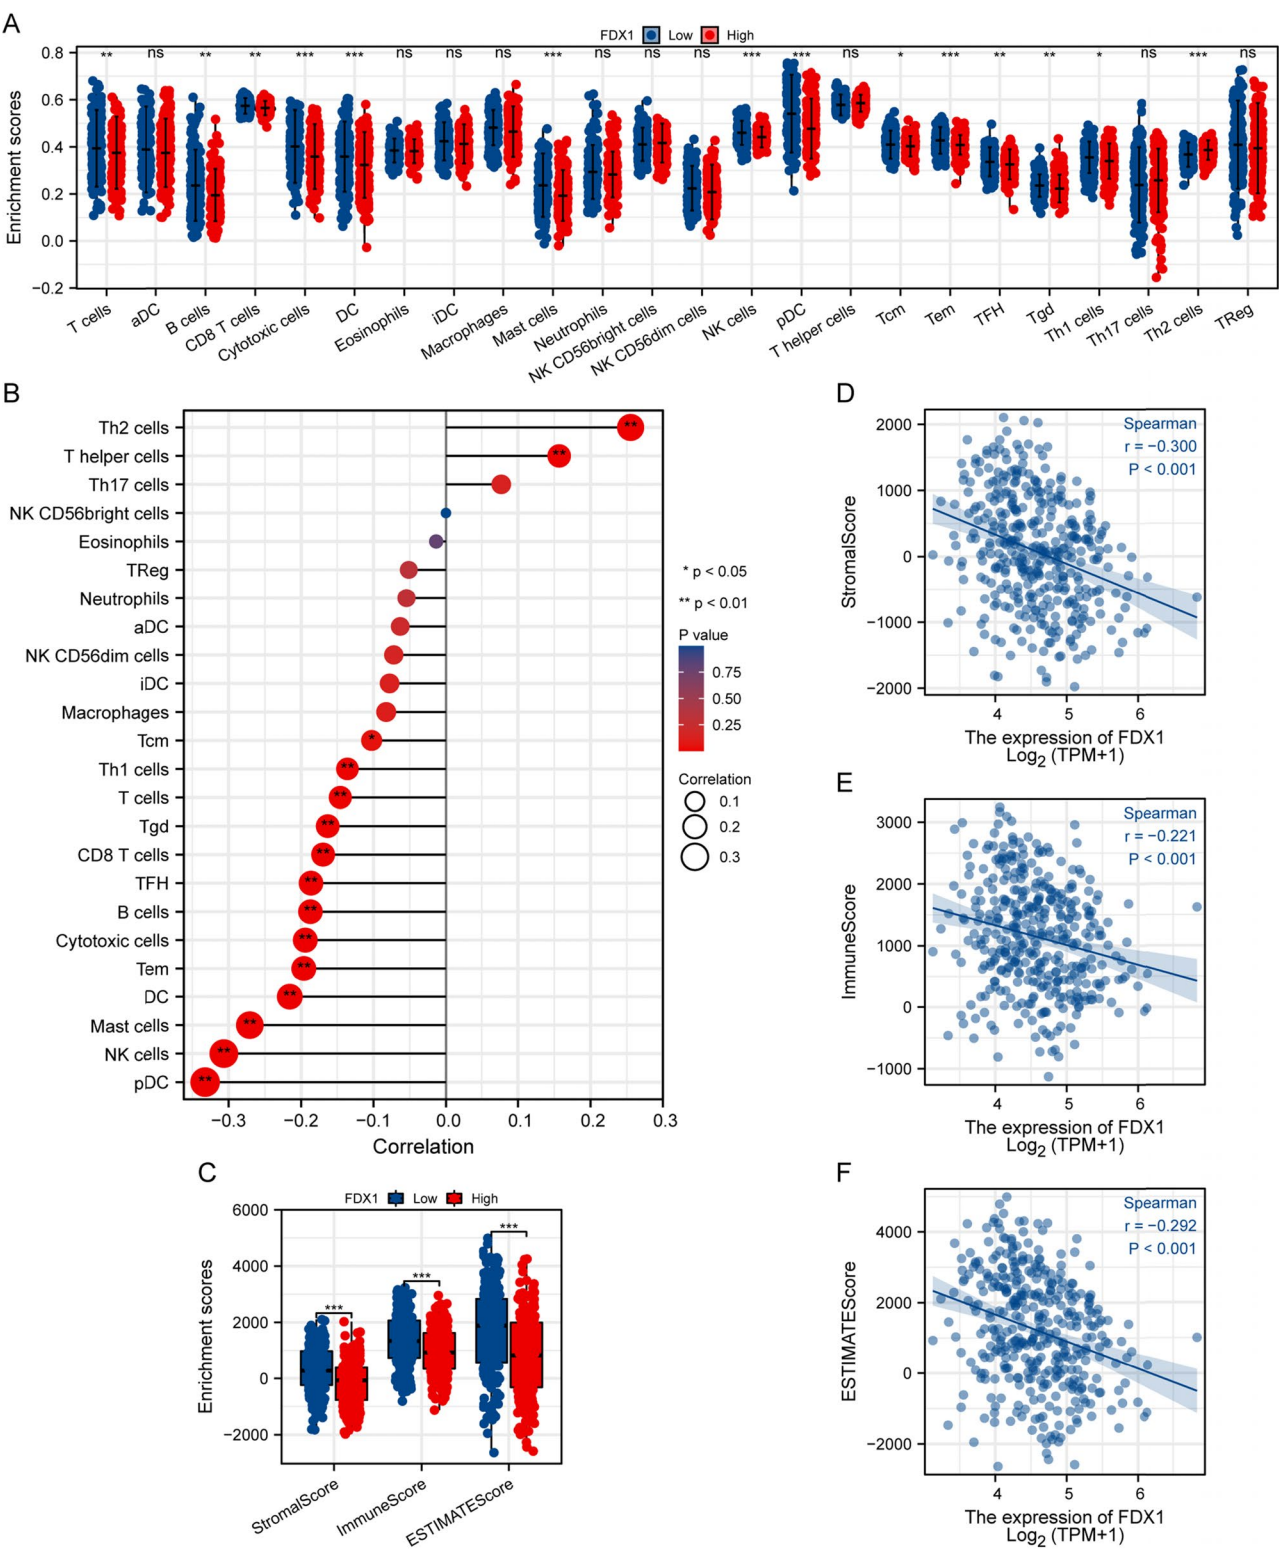 A
FDX1 Low High
0.8
0.6
0.4
0.2
0.0
−0.2
Enrichment scores
** ns ** ** *** *** ns ns ns *** ns ns ns *** *** ns * *** ** ** * ns *** ns
T cells
aDC
B cells
CD8 T cells
Cytotoxic cells
DC
Eosinophils
iDC
Macrophages
Mast cells
Neutrophils
NK CD56bright cells
NK CD56dim cells
NK cells
pDC
T helper cells
Tcm
Tem
TFH
Tgd
Th1 cells
Th17 cells
Th2 cells
TReg
B
Th2 cells **
T helper cells **
Th17 cells
NK CD56bright cells
Eosinophils
TReg
Neutrophils
aDC
NK CD56dim cells
iDC
Macrophages
Tcm *
Th1 cells **
T cells **
Tgd **
CD8 T cells **
TFH **
B cells **
Cytotoxic cells **
Tem **
DC **
Mast cells **
NK cells **
pDC **
−0.3 −0.2 −0.1 0.0 0.1 0.2 0.3
Correlation
* p < 0.05
** p < 0.01
P value
0.75
0.50
0.25
Correlation
0.1
0.2
0.3
C
FDX1 Low High
6000
4000
2000
0
−2000
Enrichment scores
***
***
***
StromalScore
ImmuneScore
ESTIMATEScore
D
Spearman
r = −0.300
P < 0.001
2000
1000
0
−1000
−2000
StromalScore
4 5 6
The expression of FDX1
Log2 (TPM+1)
E
Spearman
r = −0.221
P < 0.001
3000
2000
1000
0
−1000
ImmuneScore
4 5 6
The expression of FDX1
Log2 (TPM+1)
F
Spearman
r = −0.292
P < 0.001
4000
2000
0
−2000
ESTIMATEScore
4 5 6
The expression of FDX1
Log2 (TPM+1)